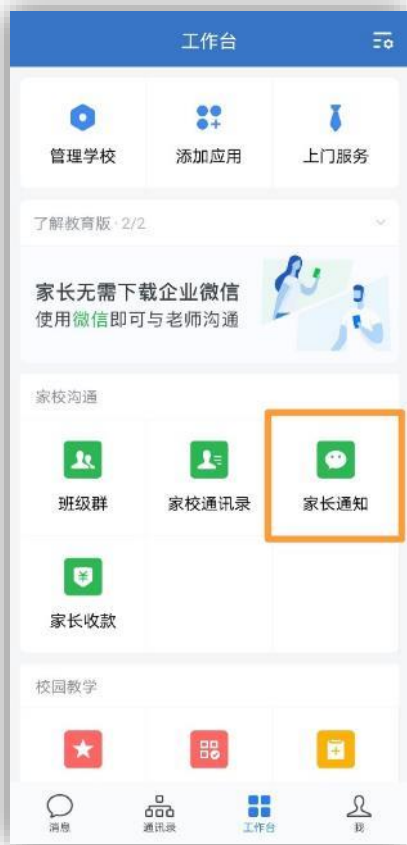 工作台
管理学校
添加应用
上门服务
了解教育版·2/2
家长无需下载企业微信
使用微信即可与老师沟通
家校沟通
班级群
家校通讯录
家长通知
家长收款
校园教学
消息
通讯录
工作台
我